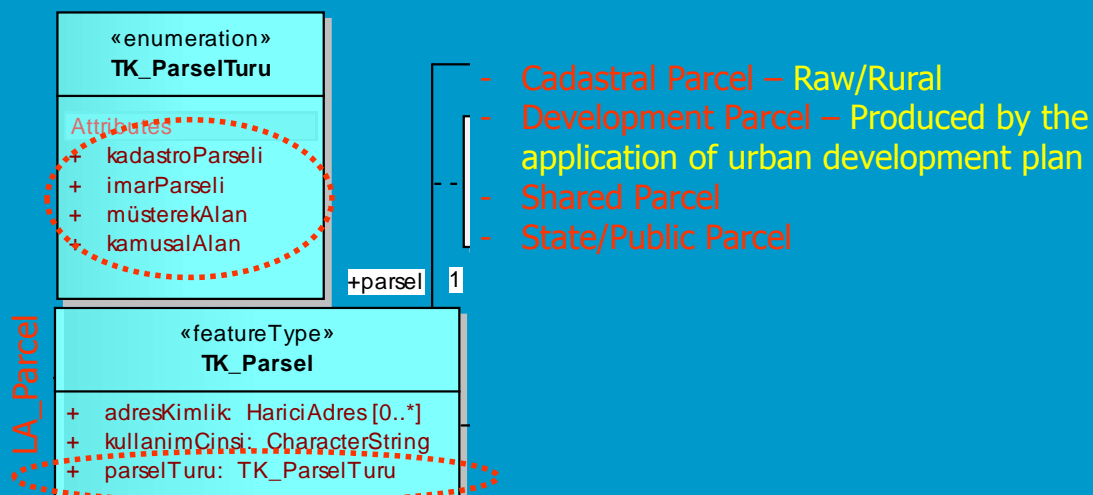 «enumeration»
TK_ParselTuru
Attributes
+ kadastroParseli
+ imarParseli
+ müsterekAlan
+ kamusalAlan
- Cadastral Parcel – Raw/Rural
- Development Parcel – Produced by the
application of urban development plan
- Shared Parcel
- State/Public Parcel
+parsel 1
LA_Parcel
«featureType»
TK_Parsel
+ adresKimlik: HariciAdres [0..*]
+ kullanimCinsi: CharacterString
+ parselTuru: TK_ParselTuru